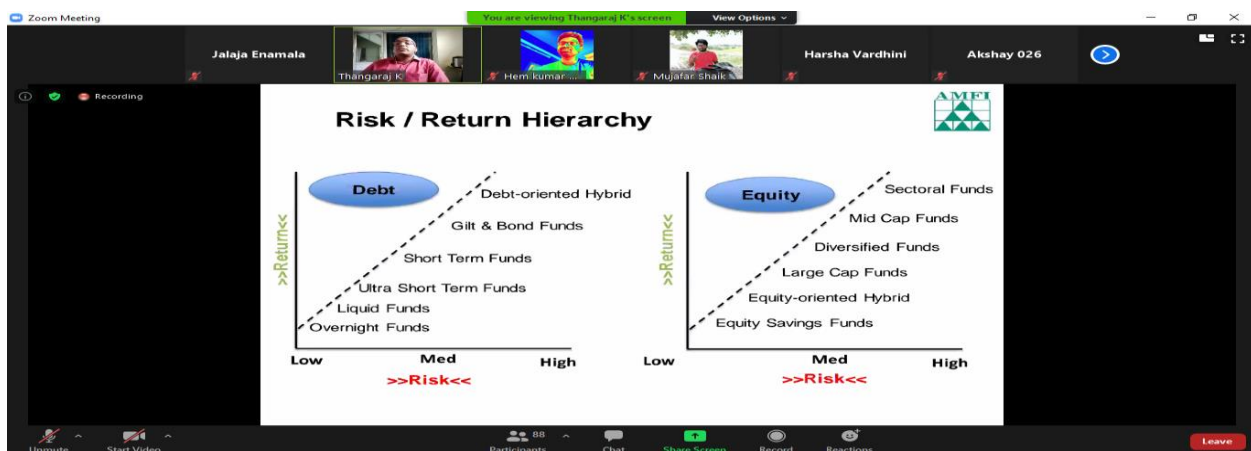 Zoom Meeting
You are viewing Thangaraj K's screen
View Options
Jalaja Enamala
Thangaraj K
Hem kumar ...
Mujafar Shaik
Harsha Vardhini
Akshay 026
Recording
AMFI
Risk / Return Hierarchy
Debt
Debt-oriented Hybrid
Gilt & Bond Funds
Short Term Funds
Ultra Short Term Funds
Liquid Funds
Overnight Funds
>>Return<<
Low Med High
>>Risk<<
Equity
Sectoral Funds
Mid Cap Funds
Diversified Funds
Large Cap Funds
Equity-oriented Hybrid
Equity Savings Funds
>>Return<<
Low Med High
>>Risk<<
Unmute
Start Video
88
Participants
Chat
Share Screen
Record
Reactions
Leave